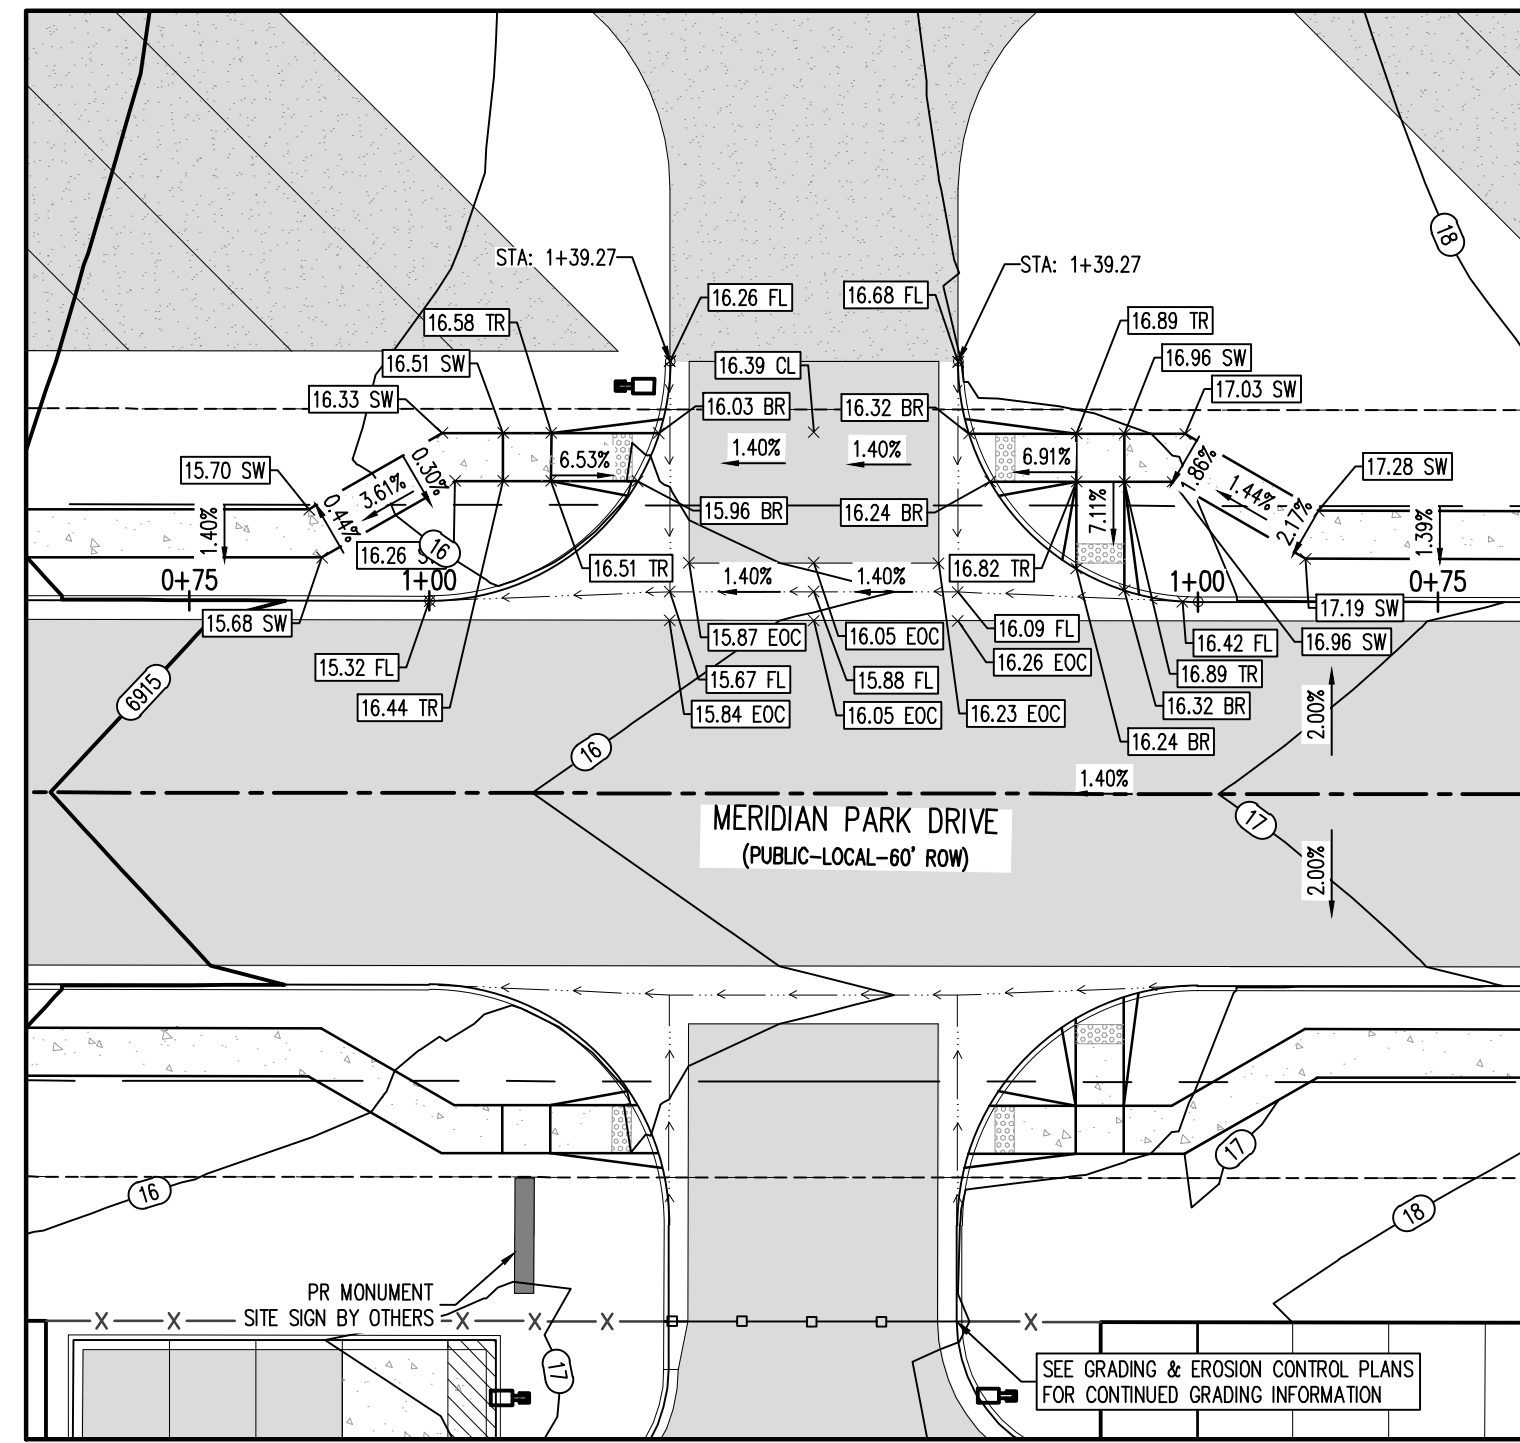 18
STA: 1+39.27
STA: 1+39.27
16.26 FL
16.68 FL
16.58 TR
16.89 TR
16.51 SW
16.39 CL
16.96 SW
16.33 SW
16.03 BR
16.32 BR
17.03 SW
1.40%
1.40%
0.30%
6.53%
6.91%
1.86%
15.70 SW
17.28 SW
3.61%
1.44%
0.44%
2.17%
1.40%
15.96 BR
16.24 BR
7.11%
1.39%
16.26
16
16.51 TR
16.82 TR
0+75
1+00
1.40%
1.40%
1+00
0+75
15.68 SW
17.19 SW
15.32 FL
15.87 EOC
16.05 EOC
16.09 FL
16.42 FL
16.96 SW
16.26 EOC
16.89 TR
6915
15.67 FL
15.88 FL
16.44 TR
15.84 EOC
16.05 EOC
16.23 EOC
16.32 BR
2.00%
16.24 BR
16
1.40%
MERIDIAN PARK DRIVE
(PUBLIC-LOCAL-60' ROW)
17
2.00%
17
16
18
PR MONUMENT
SITE SIGN BY OTHERS
X X X X X X
17
SEE GRADING & EROSION CONTROL PLANS
FOR CONTINUED GRADING INFORMATION